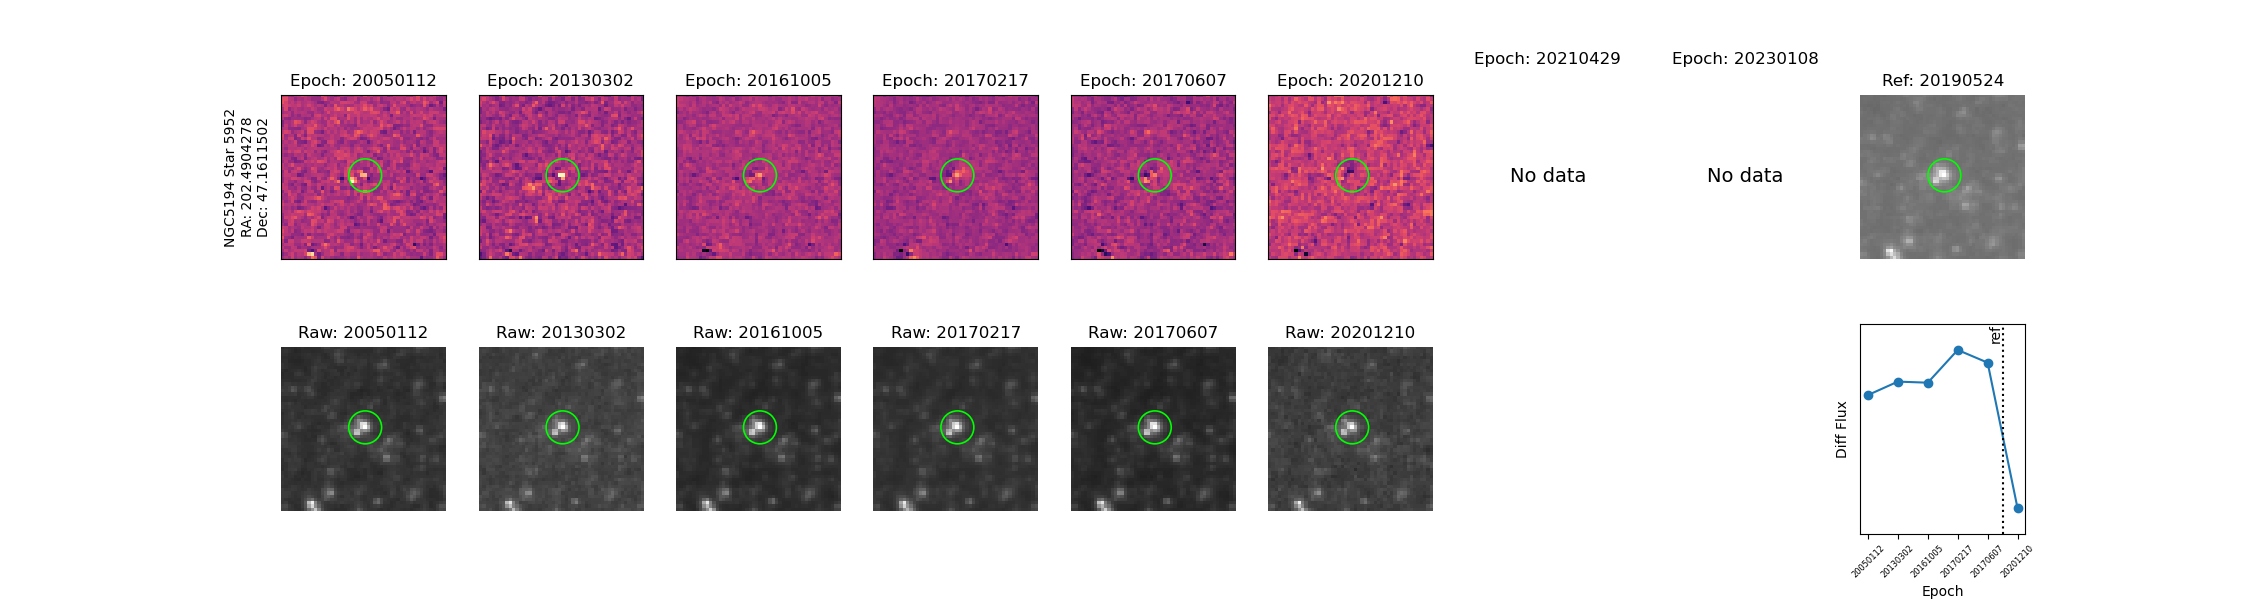 Epoch: 20210429
Epoch: 20230108
Epoch: 20050112
Epoch: 20130302
Epoch: 20161005
Epoch: 20170217
Epoch: 20170607
Epoch: 20201210
Ref: 20190524
NGC5194 Star 5952
RA: 202.4904278
Dec: 47.1611502
No data
No data
Raw: 20050112
Raw: 20130302
Raw: 20161005
Raw: 20170217
Raw: 20170607
Raw: 20201210
ref
Diff Flux
20050112
20130302
20161005
20170217
20170607
20201210
Epoch